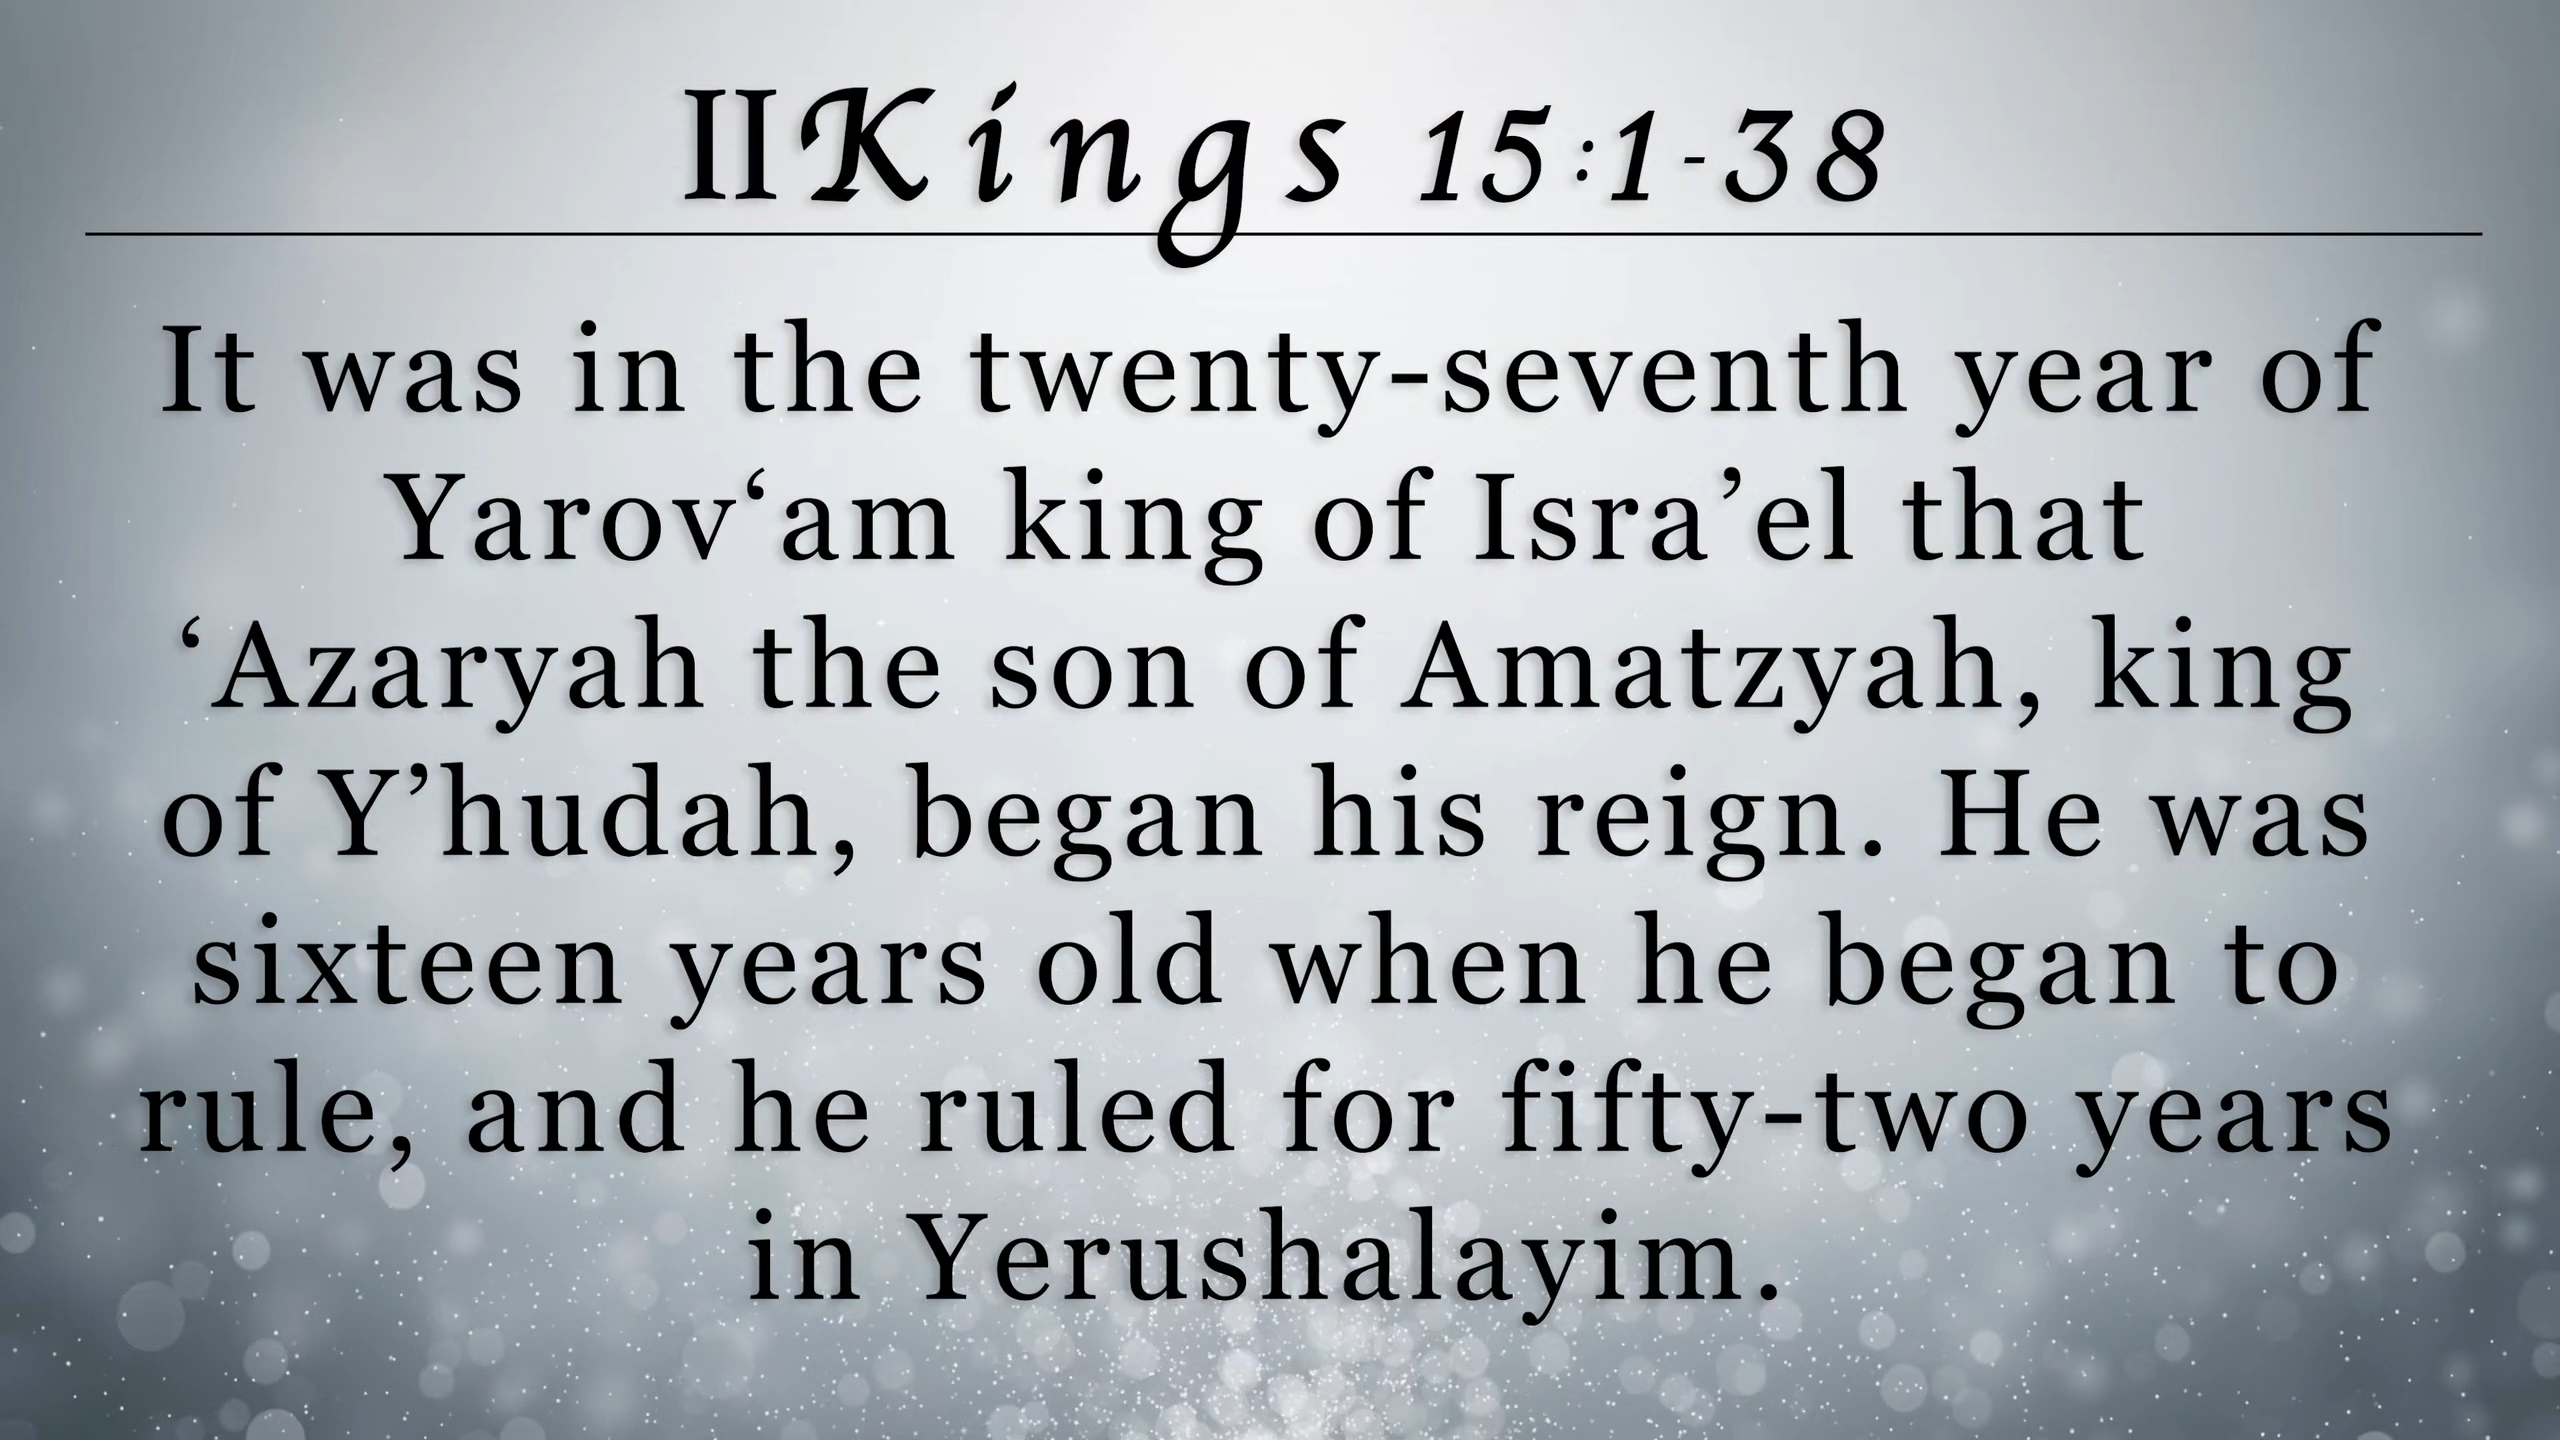 II Kings 15:1-38
It was in the twenty-seventh year of
Yarov‘am king of Isra’el that
‘Azaryah the son of Amatzyah, king
of Y’hudah, began his reign. He was
sixteen years old when he began to
rule, and he ruled for fifty-two years
in Yerushalayim.